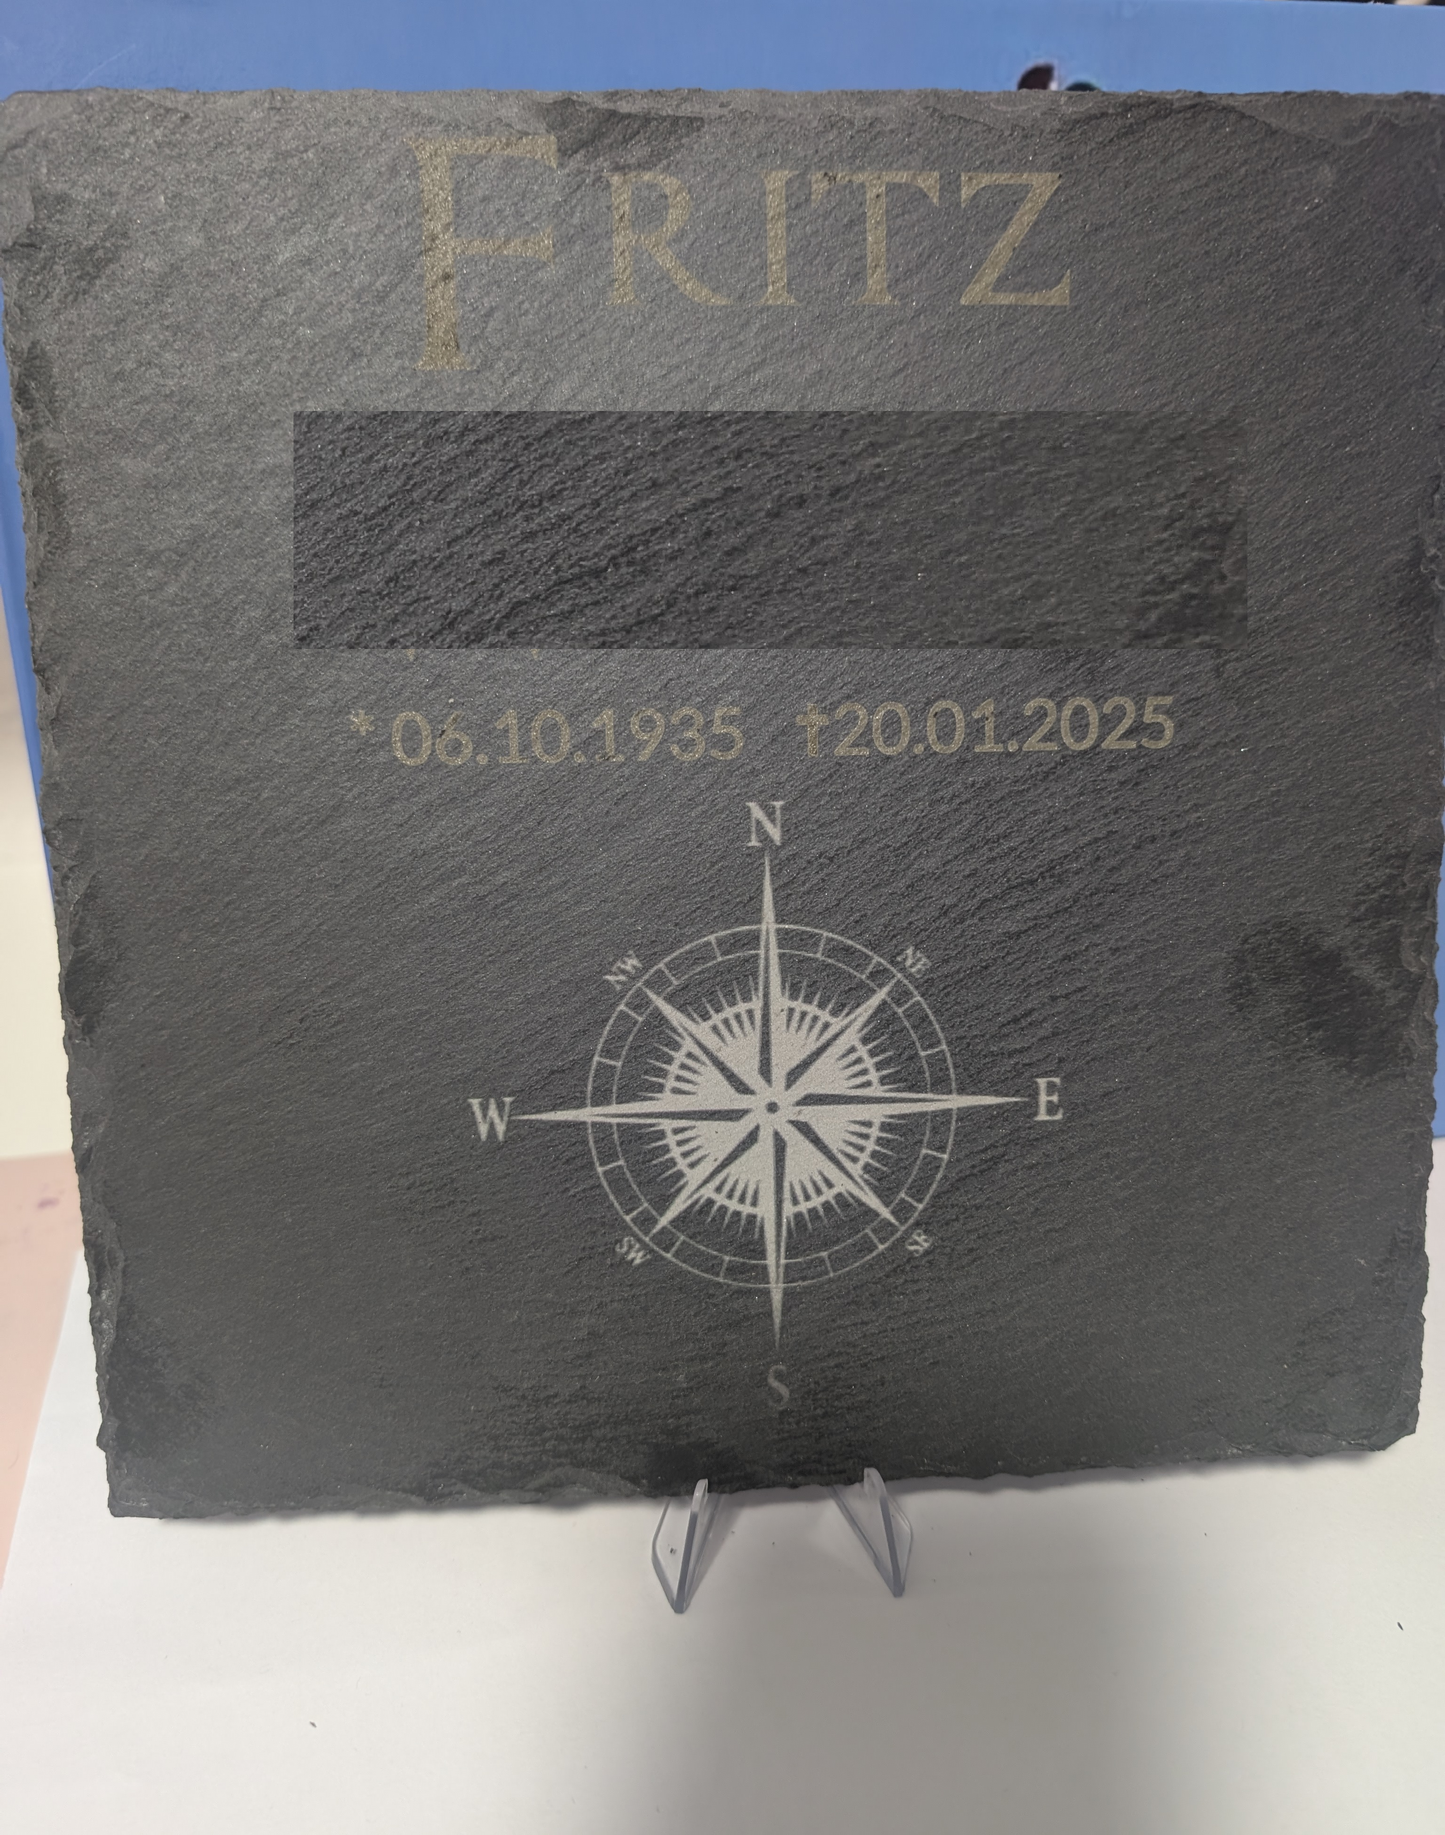 FRITZ
* 06.10.1935 †20.01.2025
N
NW NE
W E
SW SE
S